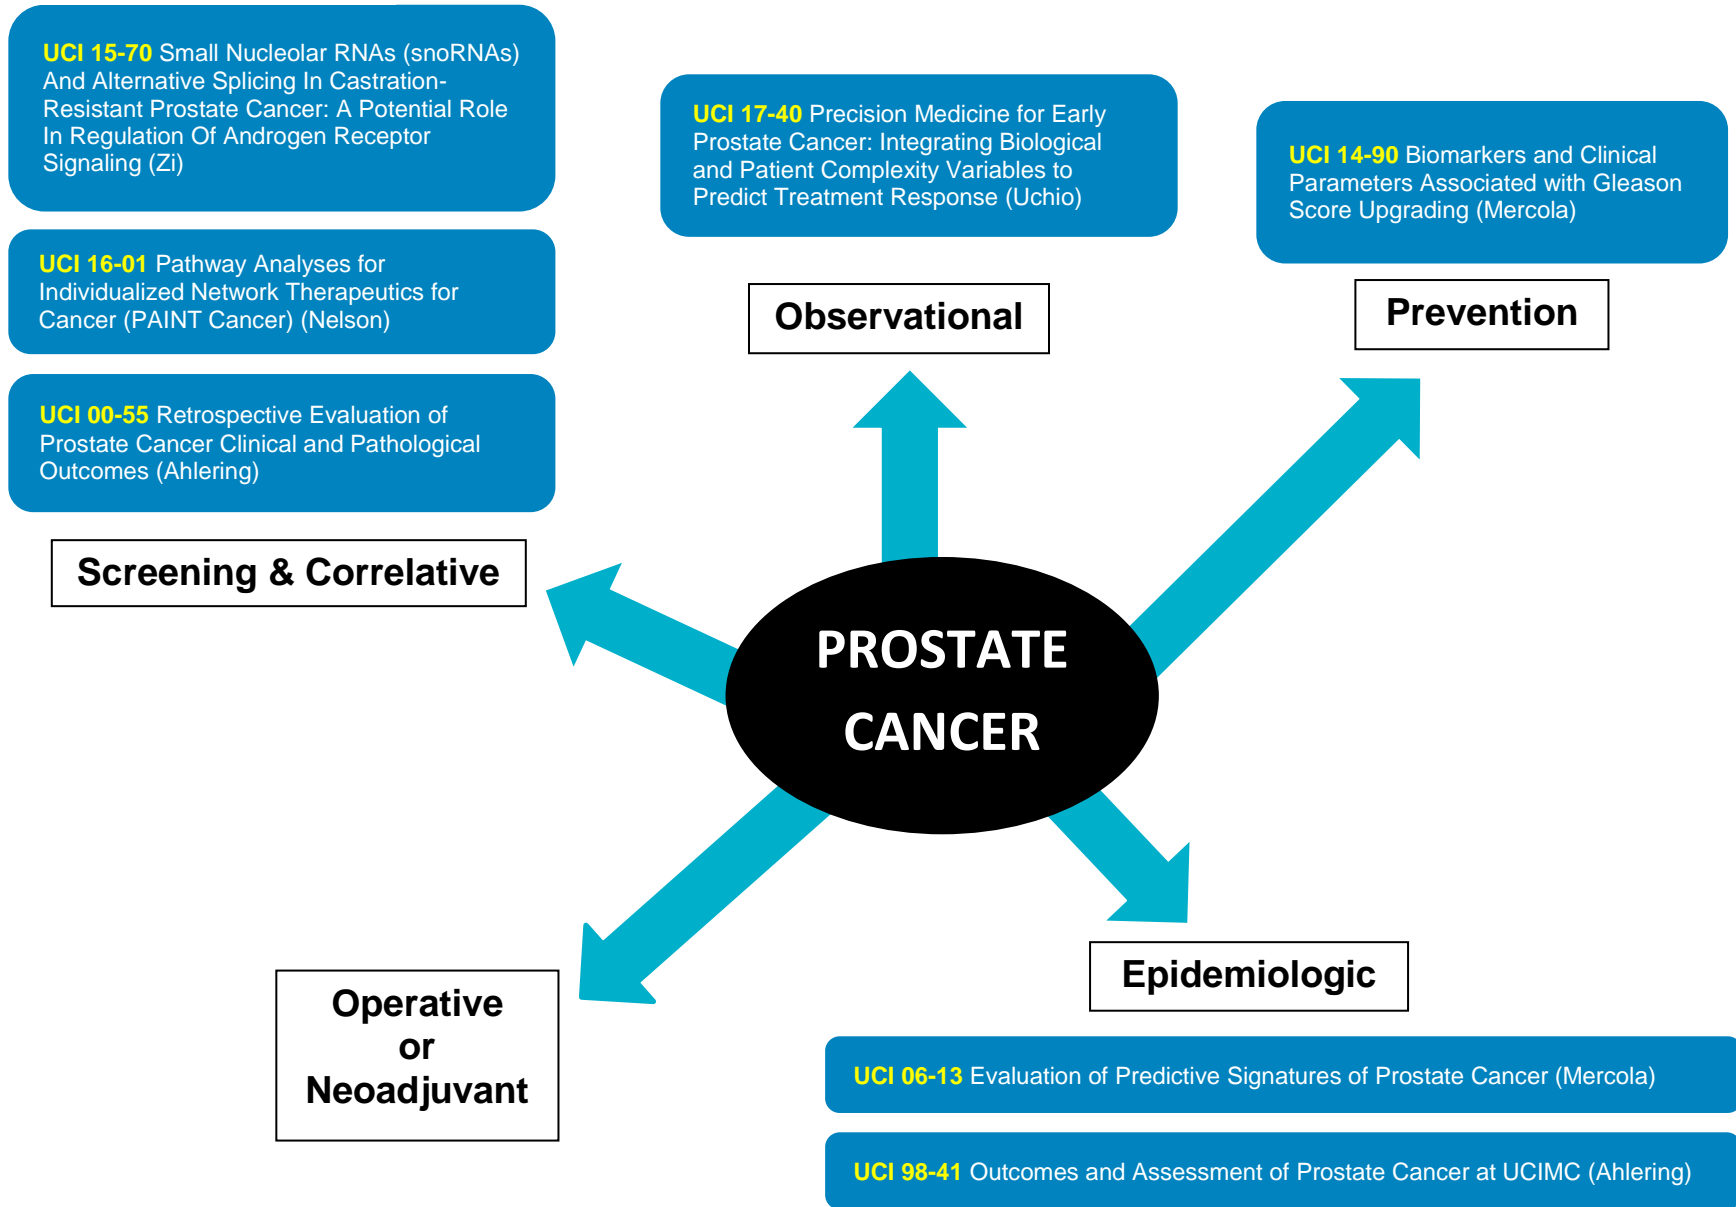 UCI 15-70 Small Nucleolar RNAs (snoRNAs)
And Alternative Splicing In Castration-
Resistant Prostate Cancer: A Potential Role
In Regulation Of Androgen Receptor
Signaling (Zi)
UCI 16-01 Pathway Analyses for
Individualized Network Therapeutics for
Cancer (PAINT Cancer) (Nelson)
UCI 00-55 Retrospective Evaluation of
Prostate Cancer Clinical and Pathological
Outcomes (Ahlering)
Screening & Correlative
UCI 17-40 Precision Medicine for Early
Prostate Cancer: Integrating Biological
and Patient Complexity Variables to
Predict Treatment Response (Uchio)
Observational
UCI 14-90 Biomarkers and Clinical
Parameters Associated with Gleason
Score Upgrading (Mercola)
Prevention
PROSTATE
CANCER
Operative
or
Neoadjuvant
Epidemiologic
UCI 06-13 Evaluation of Predictive Signatures of Prostate Cancer (Mercola)
UCI 98-41 Outcomes and Assessment of Prostate Cancer at UCIMC (Ahlering)